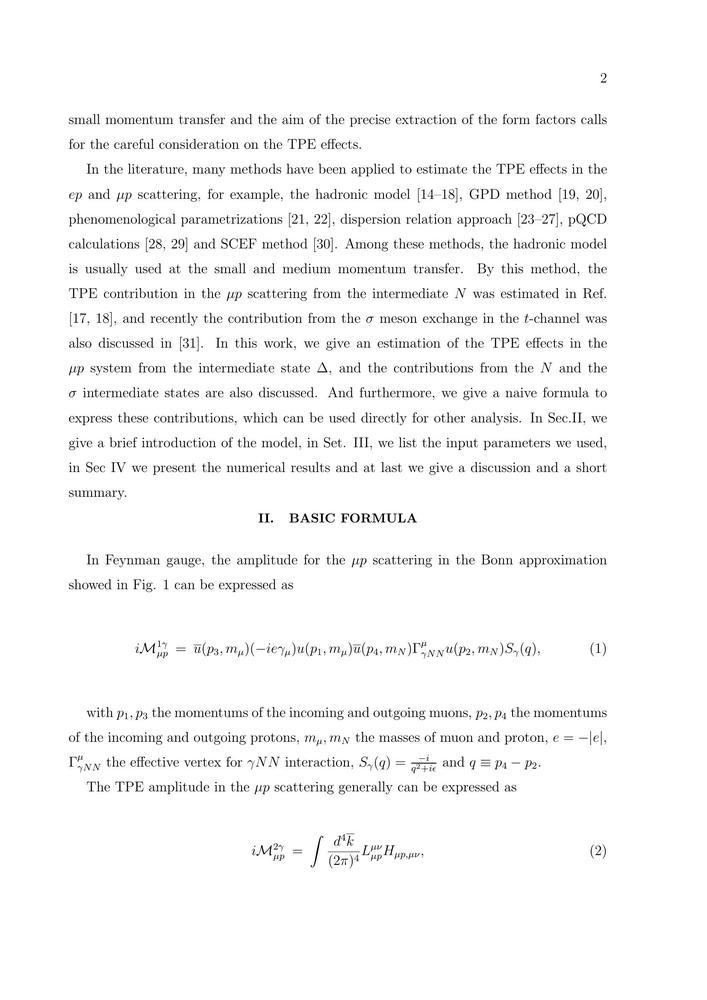 2
small momentum transfer and the aim of the precise extraction of the form factors calls
for the careful consideration on the TPE effects.
In the literature, many methods have been applied to estimate the TPE effects in the
ep and μp scattering, for example, the hadronic model [14–18], GPD method [19, 20],
phenomenological parametrizations [21, 22], dispersion relation approach [23–27], pQCD
calculations [28, 29] and SCEF method [30]. Among these methods, the hadronic model
is usually used at the small and medium momentum transfer. By this method, the
TPE contribution in the μp scattering from the intermediate N was estimated in Ref.
[17, 18], and recently the contribution from the σ meson exchange in the t-channel was
also discussed in [31]. In this work, we give an estimation of the TPE effects in the
μp system from the intermediate state Δ, and the contributions from the N and the
σ intermediate states are also discussed. And furthermore, we give a naive formula to
express these contributions, which can be used directly for other analysis. In Sec.II, we
give a brief introduction of the model, in Set. III, we list the input parameters we used,
in Sec IV we present the numerical results and at last we give a discussion and a short
summary.
II. BASIC FORMULA
In Feynman gauge, the amplitude for the μp scattering in the Bonn approximation
showed in Fig. 1 can be expressed as
$i\mathcal{M}^{1\gamma}_{\mu p} = \overline{u}(p_3, m_\mu)(-ie\gamma_\mu)u(p_1, m_\mu)\overline{u}(p_4, m_N)\Gamma^{\mu}_{\gamma NN}u(p_2, m_N)S_\gamma(q),$ (1)
with $p_1, p_3$ the momentums of the incoming and outgoing muons, $p_2, p_4$ the momentums
of the incoming and outgoing protons, $m_\mu, m_N$ the masses of muon and proton, $e = -|e|$,
$\Gamma^{\mu}_{\gamma NN}$ the effective vertex for $\gamma NN$ interaction, $S_\gamma(q) = \frac{-i}{q^2+i\epsilon}$ and $q \equiv p_4 - p_2$.
The TPE amplitude in the μp scattering generally can be expressed as
$i\mathcal{M}^{2\gamma}_{\mu p} = \int \frac{d^4\overline{k}}{(2\pi)^4} L^{\mu\nu}_{\mu p} H_{\mu p,\mu\nu},$ (2)